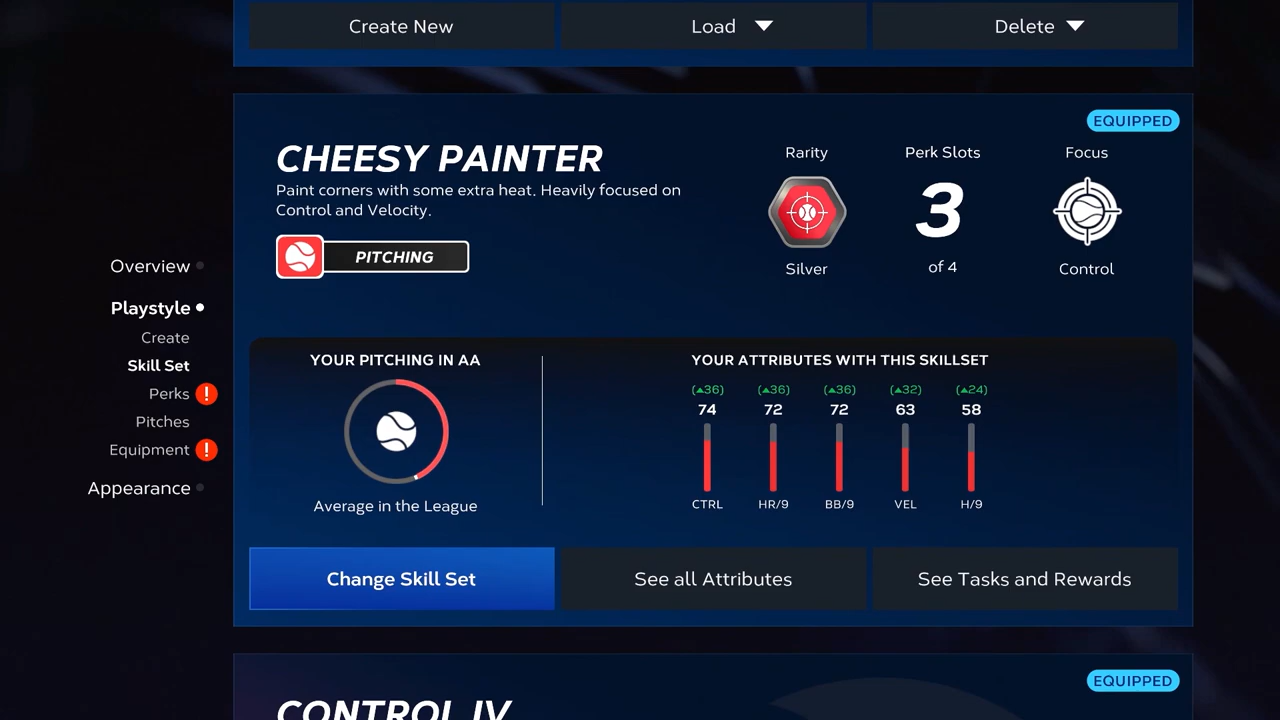 Create New
Load
Delete
EQUIPPED
CHEESY PAINTER
Paint corners with some extra heat. Heavily focused on
Control and Velocity.
PITCHING
Rarity
Silver
Perk Slots
3
of 4
Focus
Control
Overview
Playstyle
Create
Skill Set
Perks !
Pitches
Equipment !
Appearance
YOUR PITCHING IN AA
Average in the League
YOUR ATTRIBUTES WITH THIS SKILLSET
(▲36) (▲36) (▲36) (▲32) (▲24)
74 72 72 63 58
CTRL HR/9 BB/9 VEL H/9
Change Skill Set
See all Attributes
See Tasks and Rewards
EQUIPPED
CONTROL IV